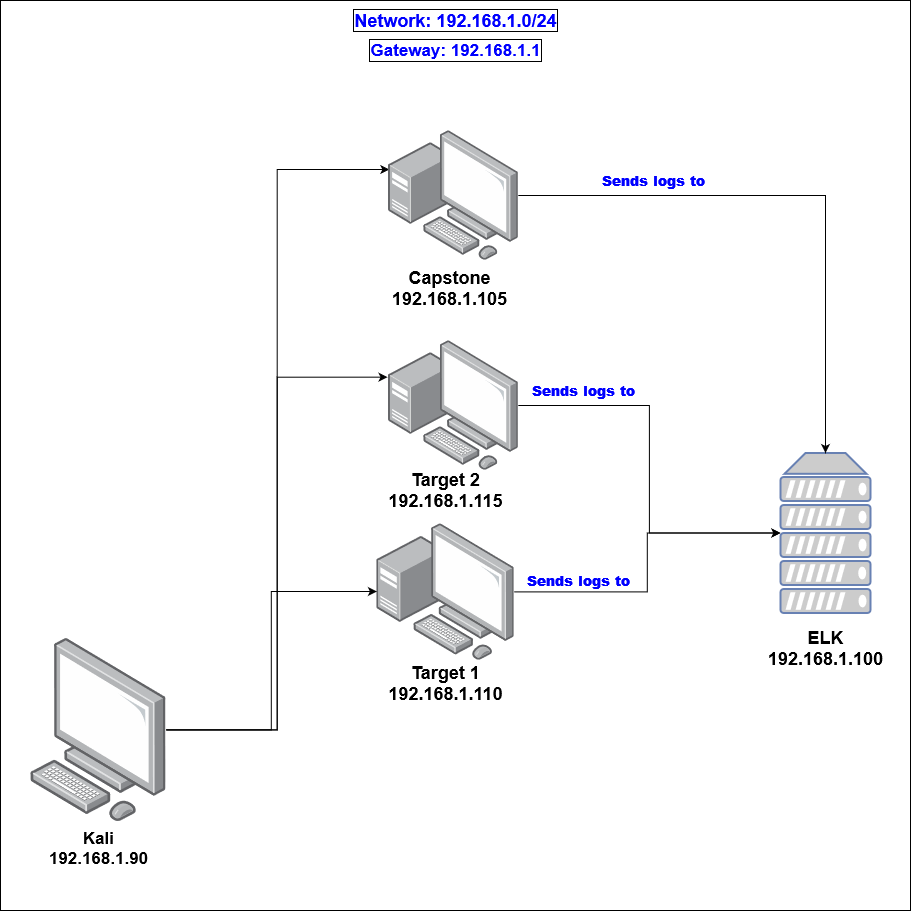 Network: 192.168.1.0/24
Gateway: 192.168.1.1
Sends logs to
Capstone
192.168.1.105
Sends logs to
Target 2
192.168.1.115
Sends logs to
Target 1
192.168.1.110
ELK
192.168.1.100
Kali
192.168.1.90